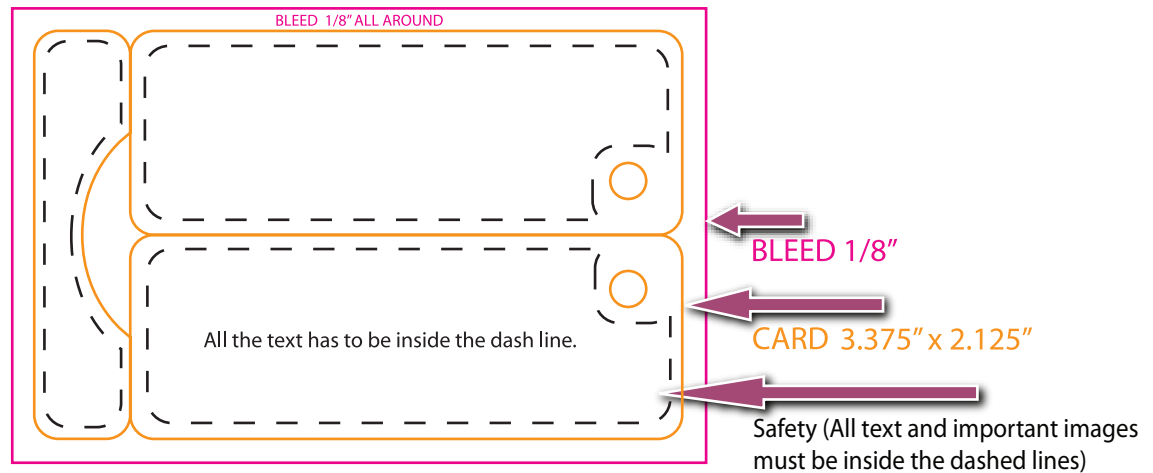 BLEED 1/8” ALL AROUND
BLEED 1/8”
All the text has to be inside the dash line.
CARD 3.375” x 2.125”
Safety (All text and important images
must be inside the dashed lines)